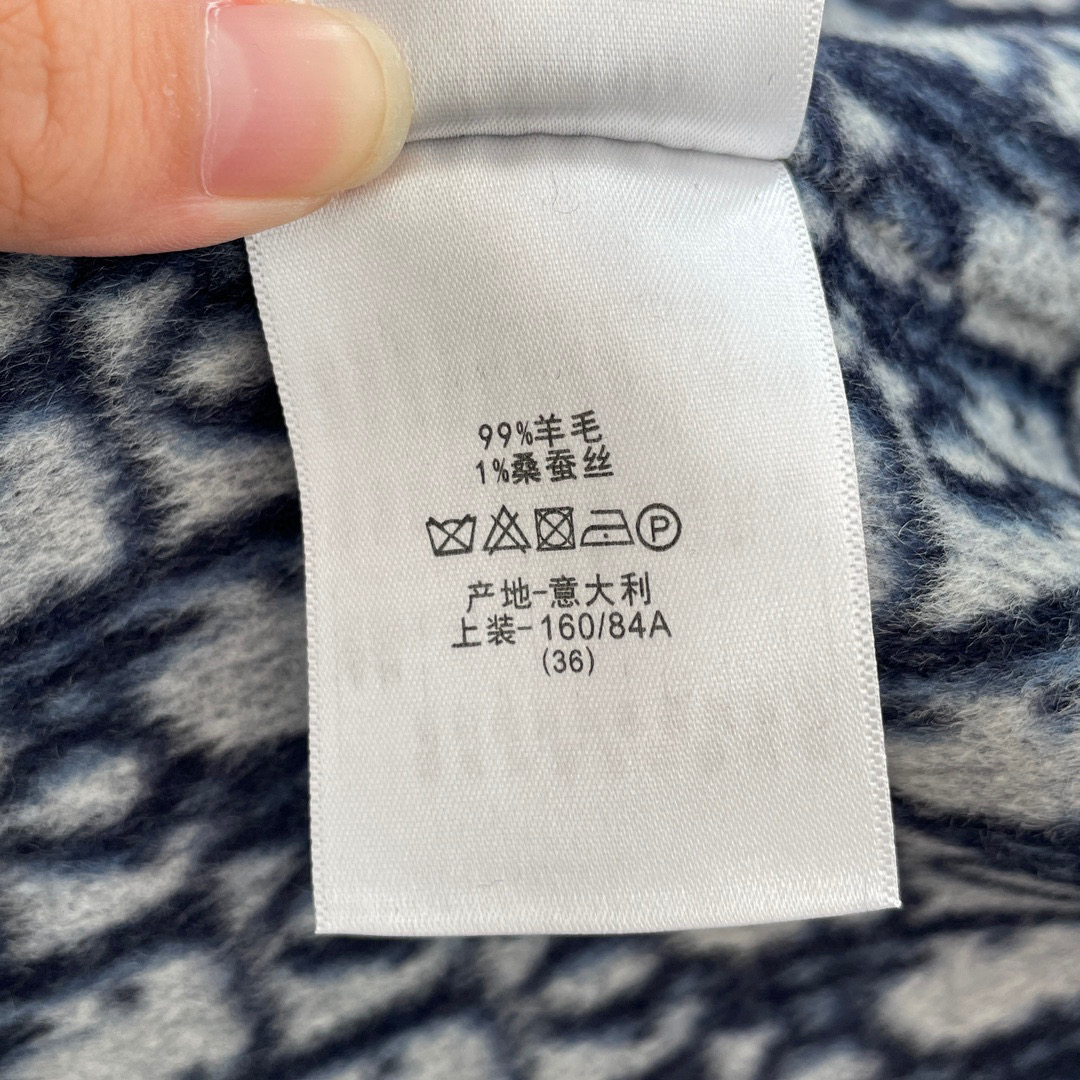 99%羊毛
1%桑蚕丝
P
产地-意大利
上装-160/84A
(36)